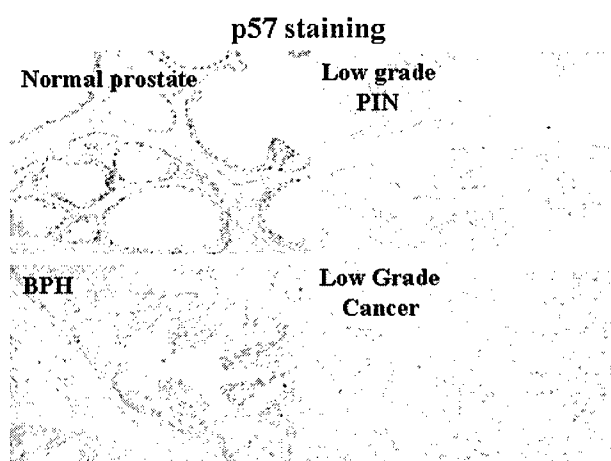 p57 staining
Normal prostate
Low grade
PIN
BPH
Low Grade
Cancer